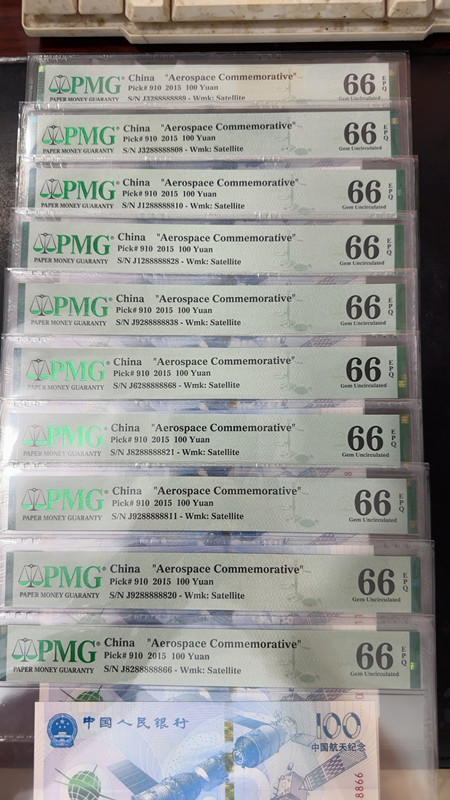 PMG
PAPER MONEY GUARANTY
China "Aerospace Commemorative"
Pick# 910 2015 100 Yuan
S/N J3288888889 - Wmk: Satellite
66 EPQ
Gem Uncirculated
PMG
PAPER MONEY GUARANTY
China "Aerospace Commemorative"
Pick# 910 2015 100 Yuan
S/N J3288888808 - Wmk: Satellite
66 EPQ
Gem Uncirculated
PMG
PAPER MONEY GUARANTY
China "Aerospace Commemorative"
Pick# 910 2015 100 Yuan
S/N J1288888810 - Wmk: Satellite
66 EPQ
Gem Uncirculated
PMG
PAPER MONEY GUARANTY
China "Aerospace Commemorative"
Pick# 910 2015 100 Yuan
S/N J1288888828 - Wmk: Satellite
66 EPQ
Gem Uncirculated
PMG
PAPER MONEY GUARANTY
China "Aerospace Commemorative"
Pick# 910 2015 100 Yuan
S/N J9288888838 - Wmk: Satellite
66 EPQ
Gem Uncirculated
PMG
PAPER MONEY GUARANTY
China "Aerospace Commemorative"
Pick# 910 2015 100 Yuan
S/N J6288888868 - Wmk: Satellite
66 EPQ
Gem Uncirculated
PMG
PAPER MONEY GUARANTY
China "Aerospace Commemorative"
Pick# 910 2015 100 Yuan
S/N J8288888821 - Wmk: Satellite
66 EPQ
Gem Uncirculated
PMG
PAPER MONEY GUARANTY
China "Aerospace Commemorative"
Pick# 910 2015 100 Yuan
S/N J9288888811 - Wmk: Satellite
66 EPQ
Gem Uncirculated
PMG
PAPER MONEY GUARANTY
China "Aerospace Commemorative"
Pick# 910 2015 100 Yuan
S/N J9288888820 - Wmk: Satellite
66 EPQ
Gem Uncirculated
PMG
PAPER MONEY GUARANTY
China "Aerospace Commemorative"
Pick# 910 2015 100 Yuan
S/N J8288888866 - Wmk: Satellite
66 EPQ
Gem Uncirculated
中国人民银行
100
中国航天纪念
8866